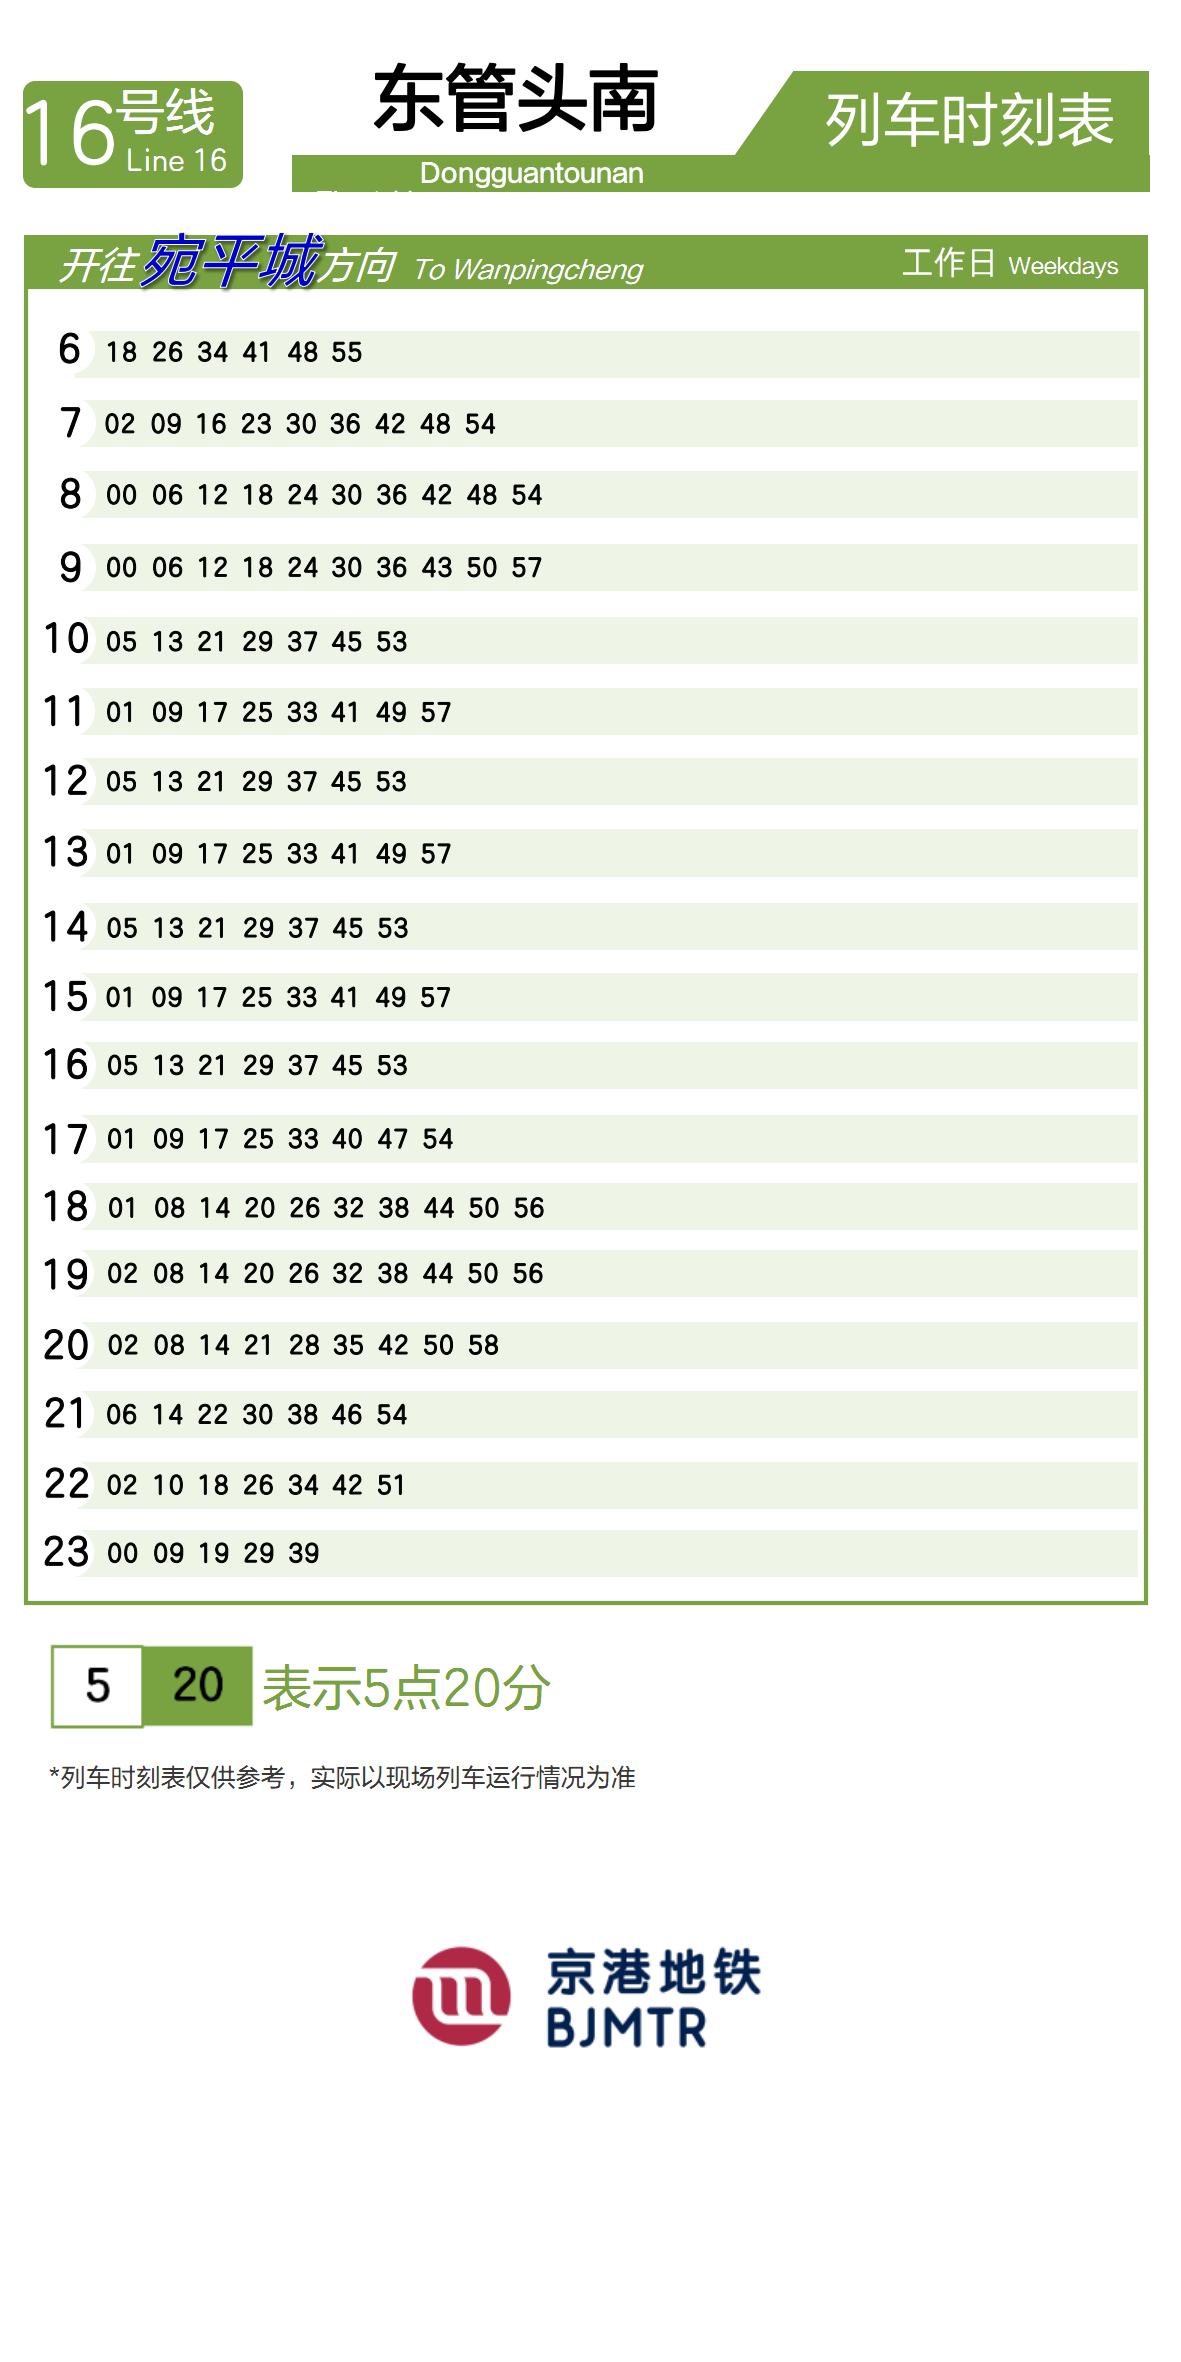 16号线
Line 16
东管头南
Dongguantounan
列车时刻表
开往宛平城方向 To Wanpingcheng
工作日 Weekdays
6 18 26 34 41 48 55
7 02 09 16 23 30 36 42 48 54
8 00 06 12 18 24 30 36 42 48 54
9 00 06 12 18 24 30 36 43 50 57
10 05 13 21 29 37 45 53
11 01 09 17 25 33 41 49 57
12 05 13 21 29 37 45 53
13 01 09 17 25 33 41 49 57
14 05 13 21 29 37 45 53
15 01 09 17 25 33 41 49 57
16 05 13 21 29 37 45 53
17 01 09 17 25 33 40 47 54
18 01 08 14 20 26 32 38 44 50 56
19 02 08 14 20 26 32 38 44 50 56
20 02 08 14 21 28 35 42 50 58
21 06 14 22 30 38 46 54
22 02 10 18 26 34 42 51
23 00 09 19 29 39
5 20 表示5点20分
*列车时刻表仅供参考，实际以现场列车运行情况为准
京港地铁
BJMTR